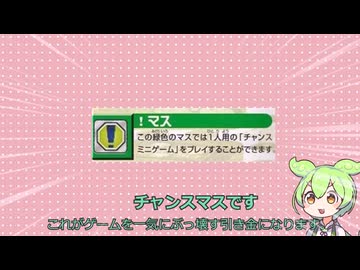 ！マス
この緑色のマスでは1人用の「チャンス
ミニゲーム」をプレイすることができます。
チャンスマスです
これがゲームを一気にぶっ壊す引き金になります